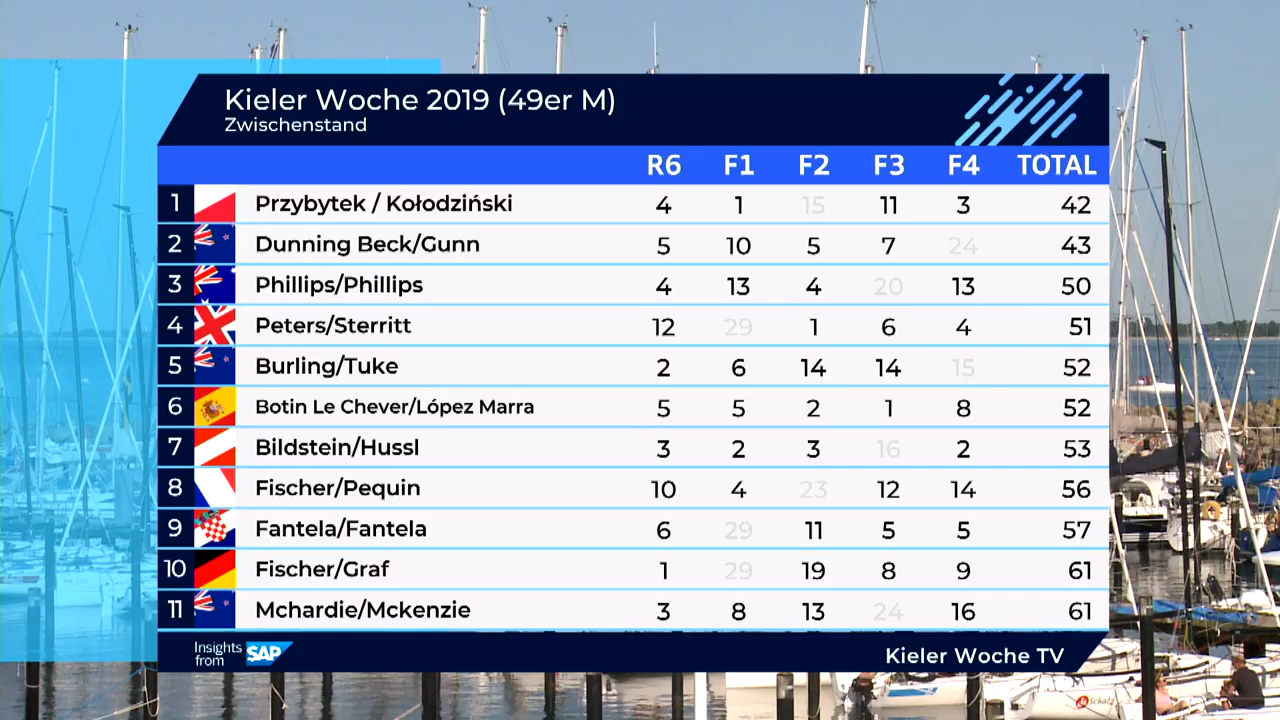 Kieler Woche 2019 (49er M)
Zwischenstand
R6 F1 F2 F3 F4 TOTAL
1 Przybytek / Kołodziński 4 1 15 11 3 42
2 Dunning Beck/Gunn 5 10 5 7 24 43
3 Phillips/Phillips 4 13 4 20 13 50
4 Peters/Sterritt 12 29 1 6 4 51
5 Burling/Tuke 2 6 14 14 15 52
6 Botin Le Chever/López Marra 5 5 2 1 8 52
7 Bildstein/Hussl 3 2 3 16 2 53
8 Fischer/Pequin 10 4 23 12 14 56
9 Fantela/Fantela 6 29 11 5 5 57
10 Fischer/Graf 1 29 19 8 9 61
11 Mchardie/Mckenzie 3 8 13 24 16 61
Insights
from SAP
Kieler Woche TV